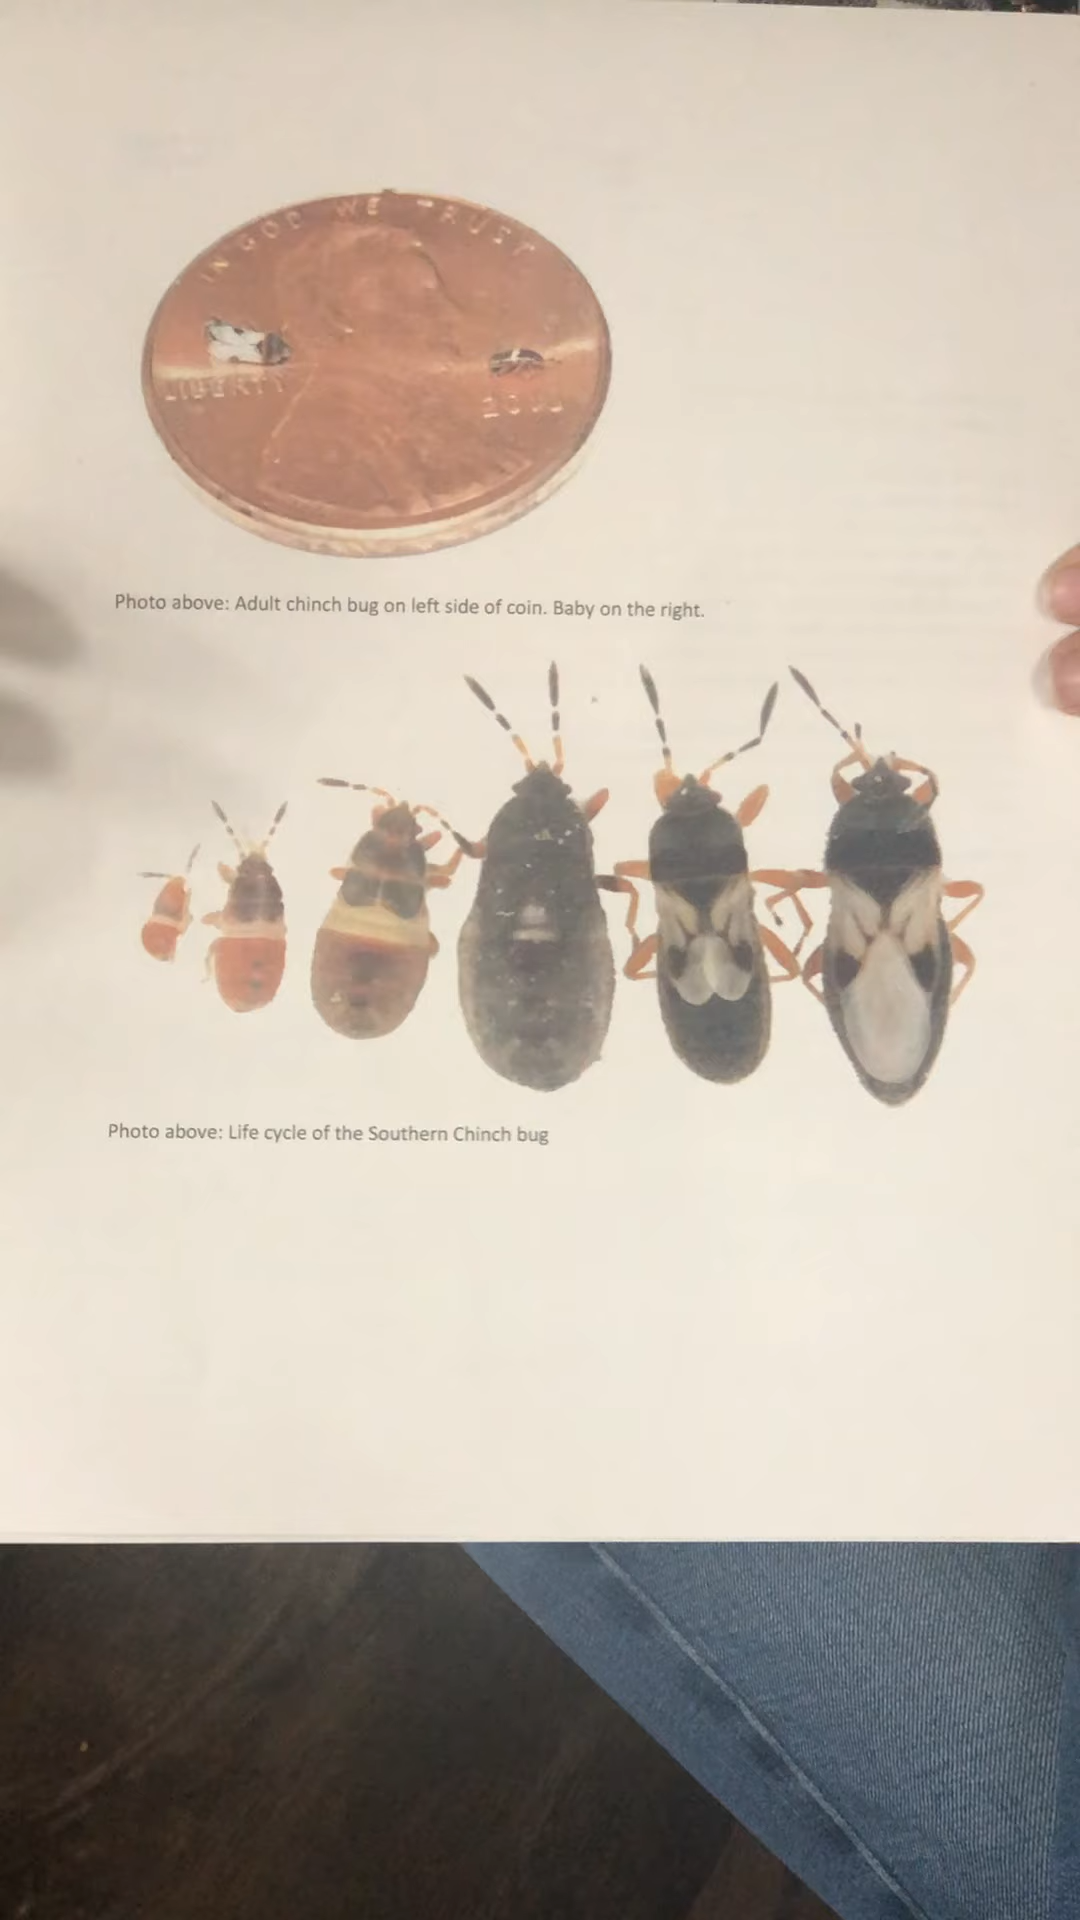 IN GOD WE TRUST
LIBERTY
Photo above: Adult chinch bug on left side of coin. Baby on the right.
Photo above: Life cycle of the Southern Chinch bug